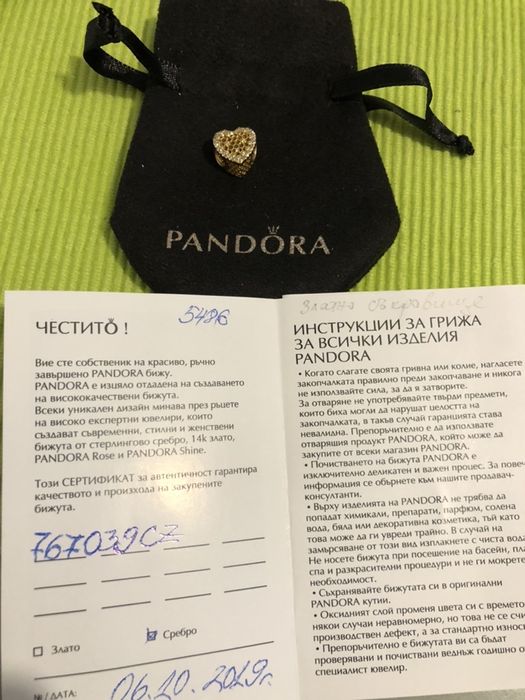 PANDORA
5486
ЧЕСТИТО !
Вие сте собственик на красиво, ръчно
завършено PANDORA бижу.
PANDORA е изцяло отдадена на създаването
на висококачествени бижута.
Всеки уникален дизайн минава през ръцете
на високо експертни ювелири, които
създават съвременни, стилни и женствени
бижута от стерлингово сребро, 14k злато,
PANDORA Rose и PANDORA Shine.
Този СЕРТИФИКАТ за автентичност гарантира
качеството и произхода на закупените
бижута.
767039CZ
Злато
Сребро
№/ДАТА:
06.10.2019г.
Златно съкровище
ИНСТРУКЦИИ ЗА ГРИЖА
ЗА ВСИЧКИ ИЗДЕЛИЯ
PANDORA
• Когато слагате своята гривна или колие, нагласете
закопчалката правилно преди закопчаване и никога
не използвайте сила, за да я затворите.
За отваряне не употребявайте твърди предмети,
които биха могли да нарушат целостта на
закопчалката, в такъв случай гаранцията става
невалидна. Препоръчително е да използвате
отварящия продукт PANDORA, който може да
закупите от всеки магазин PANDORA.
• Почистването на бижута PANDORA е
изключително деликатен и важен процес. За повече
информация се обърнете към нашите продавач-
консултанти.
• Върху изделията на PANDORA не трябва да
попадат химикали, препарати, парфюм, солена
вода, бяла или декоративна козметика, тъй като
това може да ги увреди трайно. В случай на
замърсяване от този вид изплакнете с чиста вода.
Не носете бижута при посещение на басейн,
спа и разкрасителни процедури и не ги мокрете
необходимост.
• Съхранявайте бижутата си в оригинални
PANDORA кутии.
• Оксидният слой променя цвета си с времето
някои случаи неравномерно, но това не се
производствен дефект, а за стандартно
• Препоръчително е бижутата ви са бъдат
проверявани и почиствани веднъж годишно
специалист ювелир.